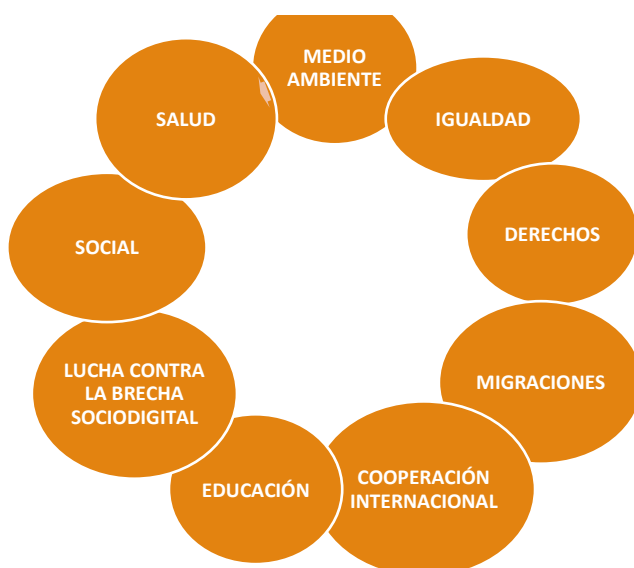 MEDIO
AMBIENTE
IGUALDAD
DERECHOS
MIGRACIONES
COOPERACIÓN
INTERNACIONAL
EDUCACIÓN
LUCHA CONTRA
LA BRECHA
SOCIODIGITAL
SOCIAL
SALUD